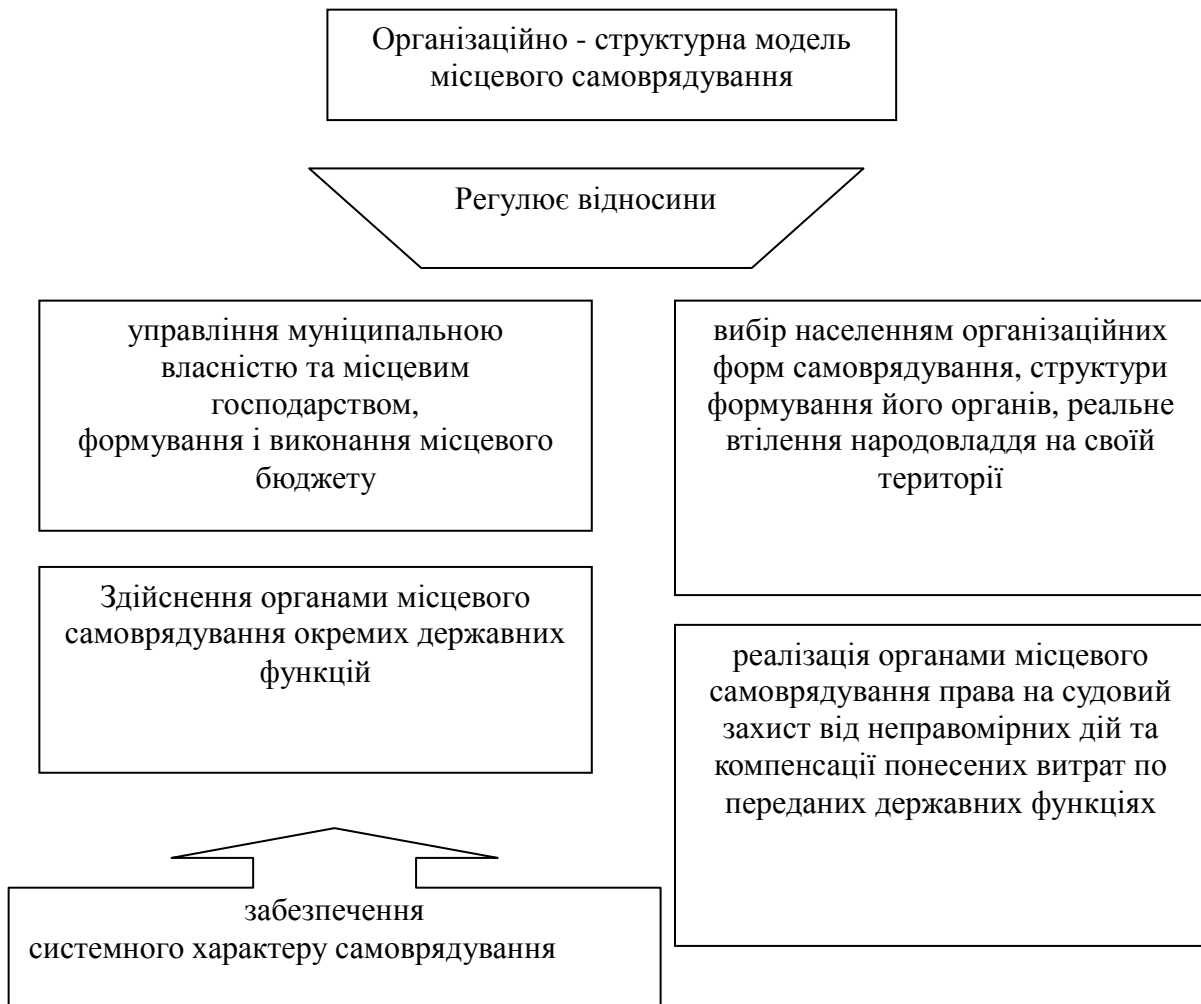 Організаційно - структурна модель
місцевого самоврядування
Регулює відносини
управління муніципальною
власністю та місцевим
господарством,
формування і виконання місцевого
бюджету
вибір населенням організаційних
форм самоврядування, структури
формування його органів, реальне
втілення народовладдя на своїй
території
Здійснення органами місцевого
самоврядування окремих державних
функцій
реалізація органами місцевого
самоврядування права на судовий
захист від неправомірних дій та
компенсації понесених витрат по
переданих державних функціях
забезпечення
системного характеру самоврядування